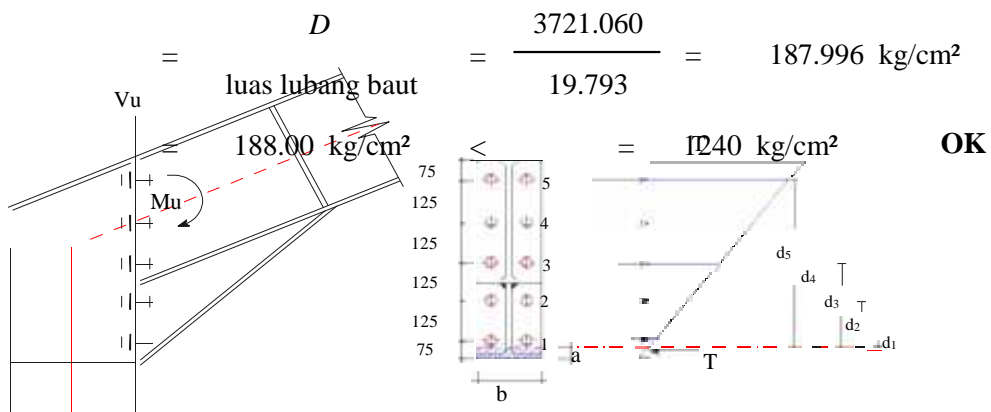 D 3721.060
= = = 187.996 kg/cm²
luas lubang baut 19.793
Vu
= 188.00 kg/cm² < = 1240 kg/cm² OK
T
75
125
125
125
125
75
Mu
5
4
3
2
1
a
b
d5
d4
d3
d2
d1
T